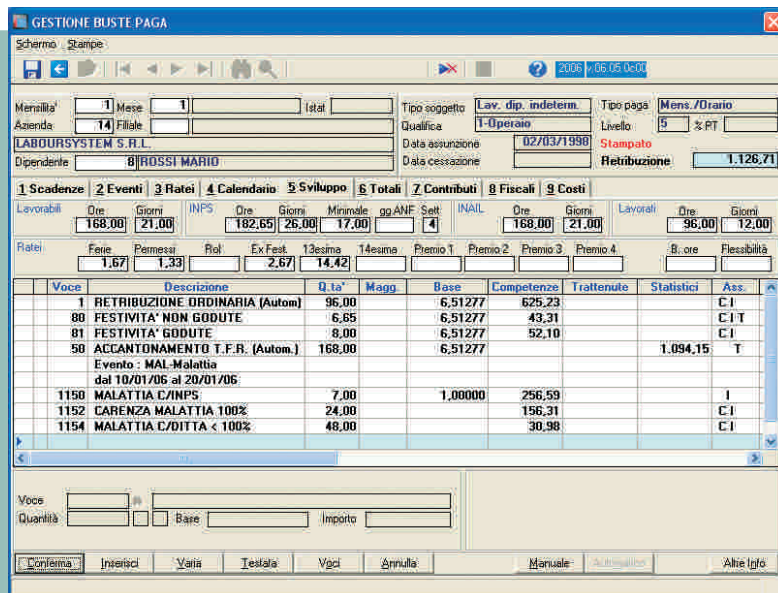 GESTIONE BUSTE PAGA
Schermo Stampe
2006 v.06.05.0c00
Mensilita' 1 Mese 1 Istat Tipo soggetto Lav. dip. indeterm. Tipo paga Mens./Orario
Azienda 14 Filiale Qualifica 1-Operaio Livello 5 % PT
LABOURSYSTEM S.R.L. Data assunzione 02/03/1998 Stampato
Dipendente 8 ROSSI MARIO Data cessazione Retribuzione 1.126,71
1 Scadenze 2 Eventi 3 Ratei 4 Calendario 5 Sviluppo 6 Totali 7 Contributi 8 Fiscali 9 Costi
Lavorabili Ore Giorni INPS Ore Giorni Minimale gg.ANF Sett INAIL Ore Giorni Lavorati Ore Giorni
168,00 21,00 182,65 26,00 17,00 4 168,00 21,00 96,00 12,00
Ratei Ferie Permessi Rol Ex Fest. 13esima 14esima Premio 1 Premio 2 Premio 3 Premio 4 B. ore Flessibilità
1,67 1,33 2,67 14,42
Voce Descrizione Q.ta' Magg. Base Competenze Trattenute Statistici Ass.
1 RETRIBUZIONE ORDINARIA (Autom) 96,00 6,51277 625,23 C I
80 FESTIVITA' NON GODUTE 6,65 6,51277 43,31 C I T
81 FESTIVITA' GODUTE 8,00 6,51277 52,10 C I
50 ACCANTONAMENTO T.F.R. (Autom.) 168,00 6,51277 1.094,15 T
Evento : MAL-Malattia
dal 10/01/06 al 20/01/06
1150 MALATTIA C/INPS 7,00 1,00000 256,59 I
1152 CARENZA MALATTIA 100% 24,00 156,31 C I
1154 MALATTIA C/DITTA < 100% 48,00 30,98 C I
Voce
Quantità Base Importo
Conferma Inserisci Varia Testata Voci Annulla Manuale Automatico Altre Info